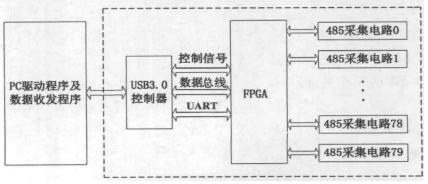 PC驱动程序及
数据收发程序
USB3.0
控制器
控制信号
数据总线
UART
FPGA
485采集电路0
485采集电路1
485采集电路78
485采集电路79